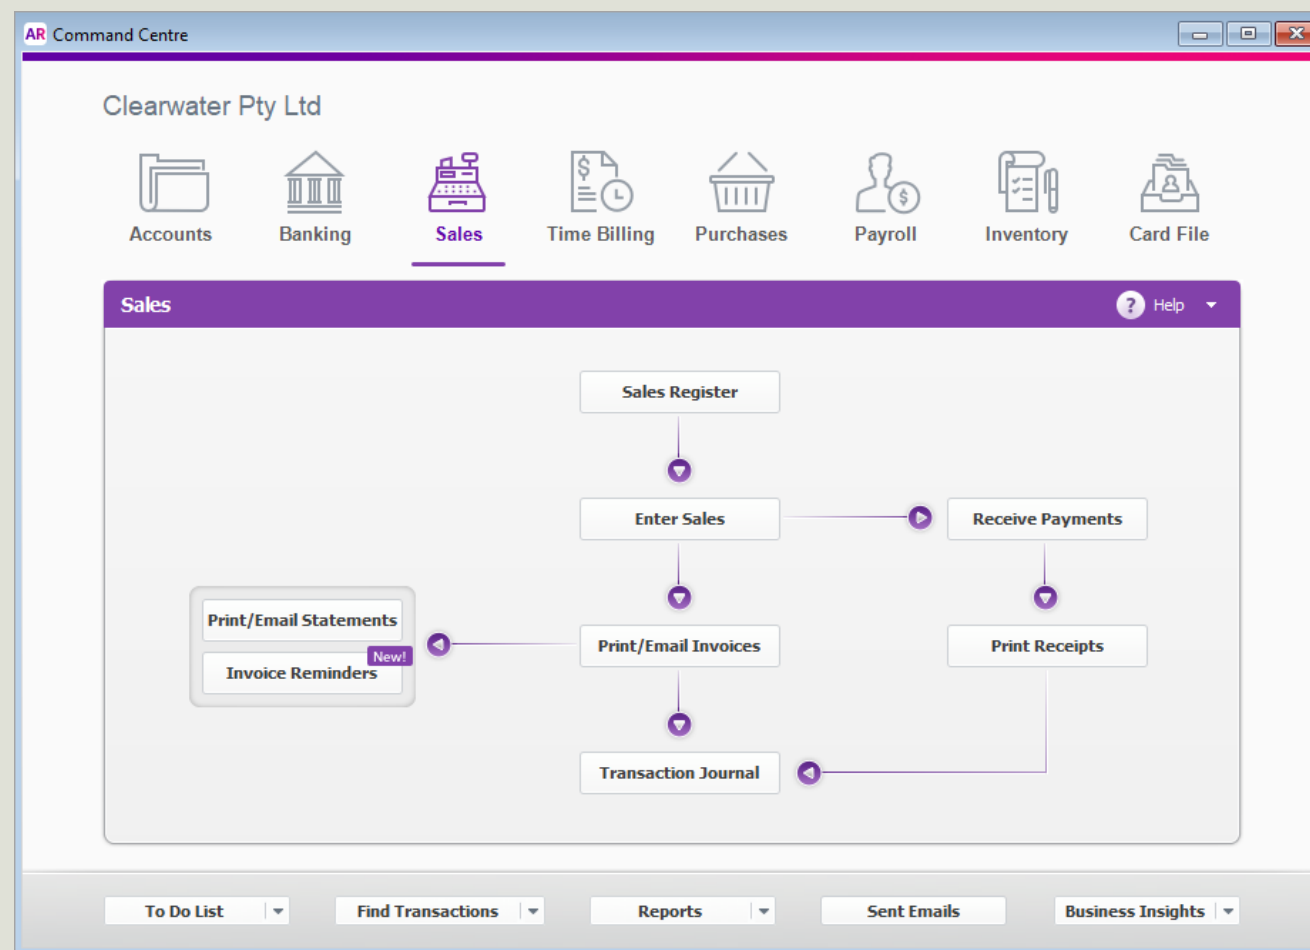 AR Command Centre
Clearwater Pty Ltd
Accounts Banking Sales Time Billing Purchases Payroll Inventory Card File
Sales ? Help
Sales Register
Enter Sales Receive Payments
Print/Email Statements
Print/Email Invoices Print Receipts
New!
Invoice Reminders
Transaction Journal
To Do List Find Transactions Reports Sent Emails Business Insights